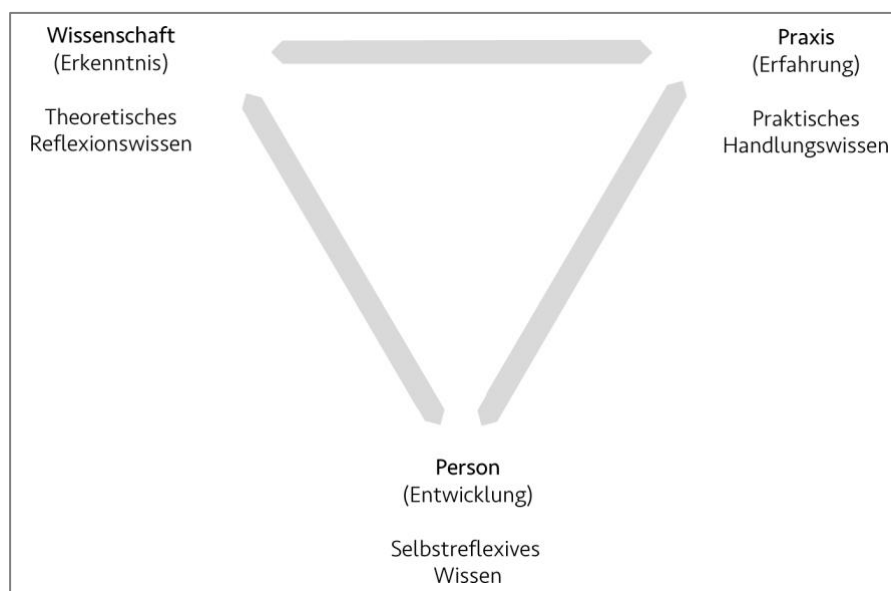 Wissenschaft
(Erkenntnis)
Theoretisches
Reflexionswissen
Praxis
(Erfahrung)
Praktisches
Handlungswissen
Person
(Entwicklung)
Selbstreflexives
Wissen